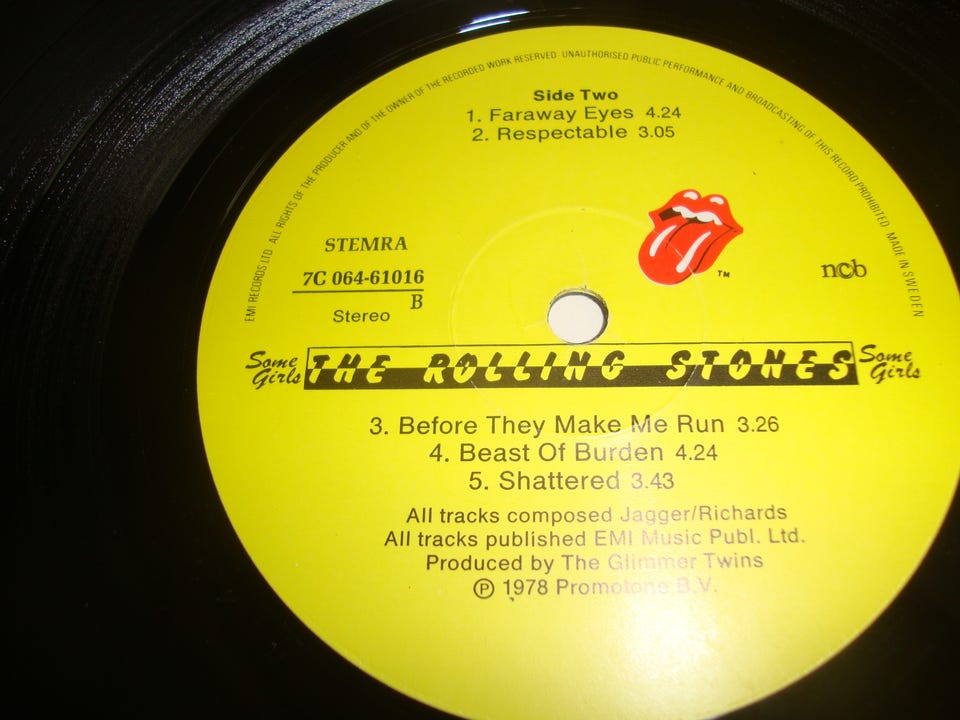 EMI RECORDS LTD ALL RIGHTS OF THE PRODUCER AND OF THE OWNER OF THE RECORDED WORK RESERVED UNAUTHORISED PUBLIC PERFORMANCE AND BROADCASTING OF THIS RECORD PROHIBITED MADE IN SWEDEN
Side Two
1. Faraway Eyes 4.24
2. Respectable 3.05
TM
STEMRA
7C 064-61016
B
Stereo
ncb
Some Girls
THE ROLLING STONES
Some Girls
3. Before They Make Me Run 3.26
4. Beast Of Burden 4.24
5. Shattered 3.43
All tracks composed Jagger/Richards
All tracks published EMI Music Publ. Ltd.
Produced by The Glimmer Twins
℗ 1978 Promotone B.V.